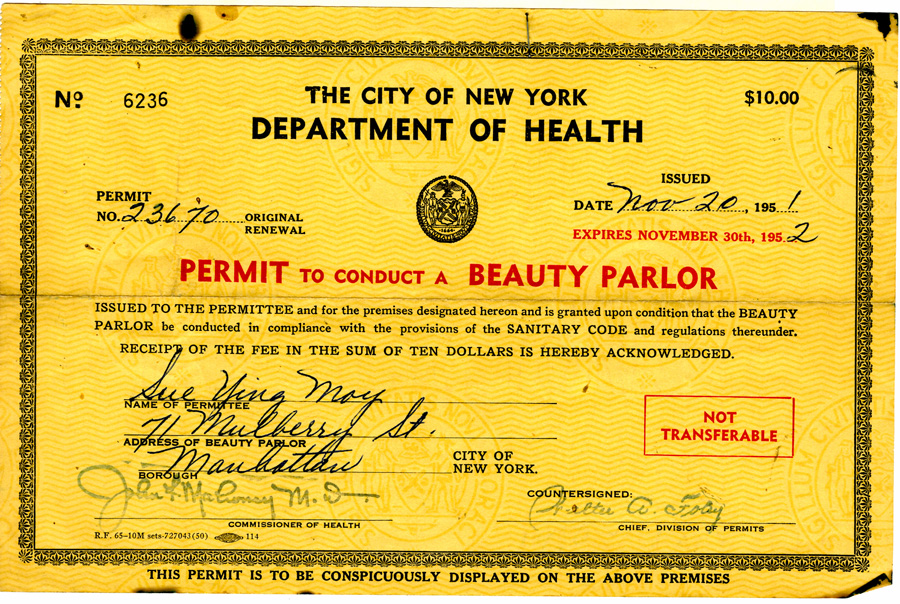 Nº 6236
THE CITY OF NEW YORK
$10.00
DEPARTMENT OF HEALTH
PERMIT
NO. 23670 ORIGINAL
RENEWAL
ISSUED
DATE Nov 20, 1951
EXPIRES NOVEMBER 30th, 1952
PERMIT TO CONDUCT A BEAUTY PARLOR
ISSUED TO THE PERMITTEE and for the premises designated hereon and is granted upon condition that the BEAUTY
PARLOR be conducted in compliance with the provisions of the SANITARY CODE and regulations thereunder.
RECEIPT OF THE FEE IN THE SUM OF TEN DOLLARS IS HEREBY ACKNOWLEDGED.
Sue Ying Moy
NAME OF PERMITTEE
71 Mulberry St.
ADDRESS OF BEAUTY PARLOR
Manhattan
BOROUGH
CITY OF
NEW YORK.
NOT
TRANSFERABLE
John F. Mahoney M.D.
COMMISSIONER OF HEALTH
COUNTERSIGNED:
Walter A. Foley
CHIEF, DIVISION OF PERMITS
R.F. 65-10M sets-727043(50) 114
THIS PERMIT IS TO BE CONSPICUOUSLY DISPLAYED ON THE ABOVE PREMISES